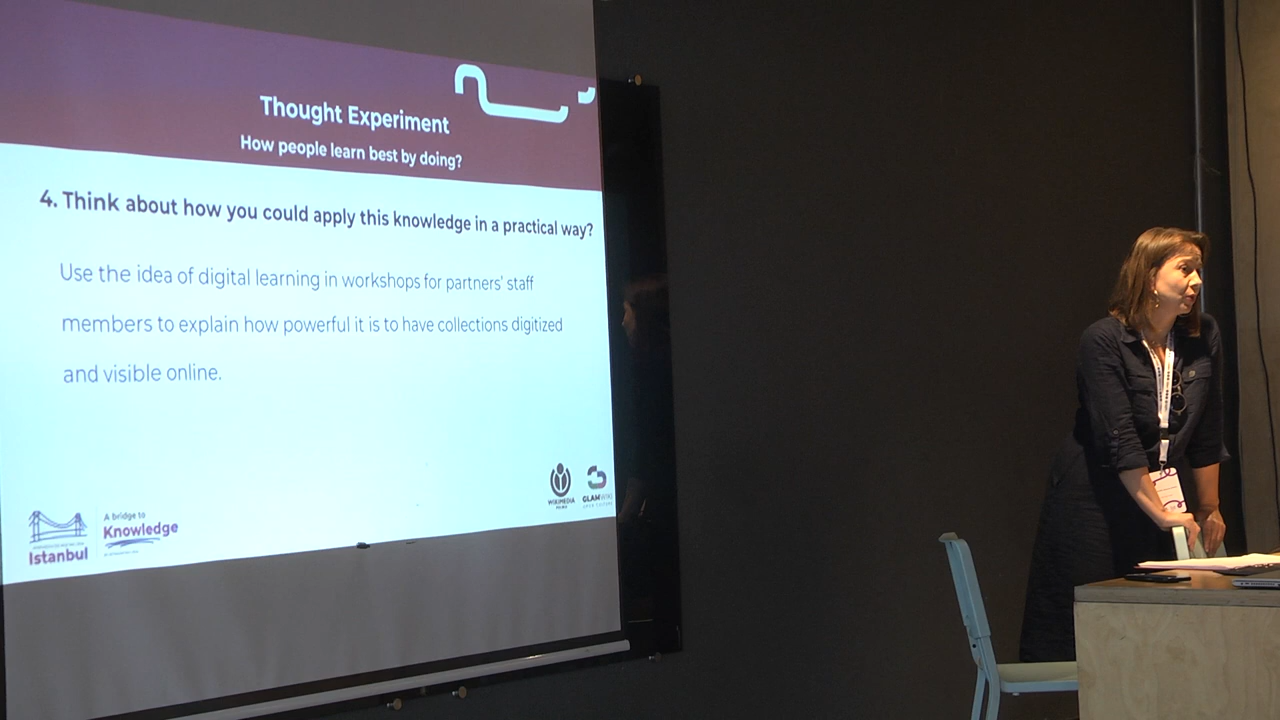 Thought Experiment
How people learn best by doing?
4. Think about how you could apply this knowledge in a practical way?
Use the idea of digital learning in workshops for partners' staff
members to explain how powerful it is to have collections digitized
and visible online.
WIKIMEDIA
POLSKA
GLAM
Istanbul
A bridge to
Knowledge